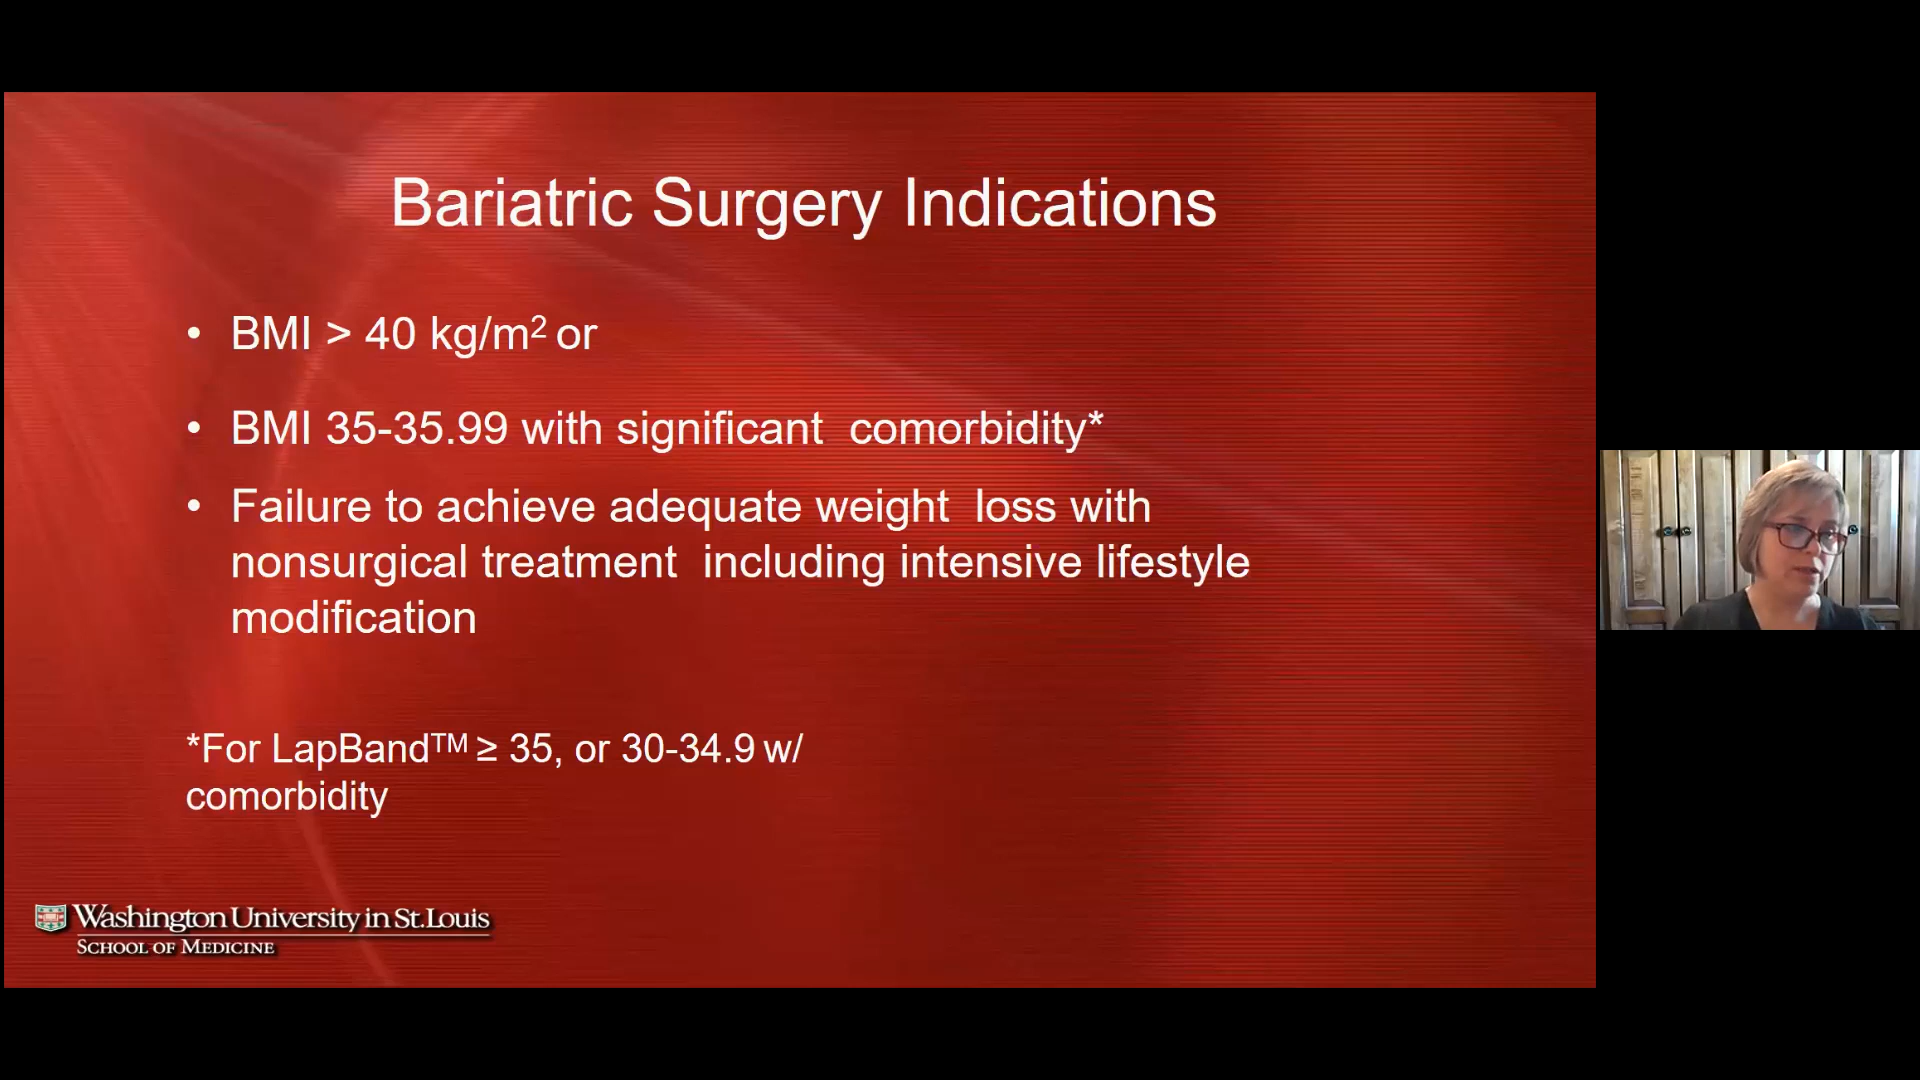 Bariatric Surgery Indications
• BMI > 40 kg/m² or
• BMI 35-35.99 with significant comorbidity*
• Failure to achieve adequate weight loss with
nonsurgical treatment including intensive lifestyle
modification
*For LapBand™ ≥ 35, or 30-34.9 w/
comorbidity
Washington University in St. Louis
SCHOOL OF MEDICINE